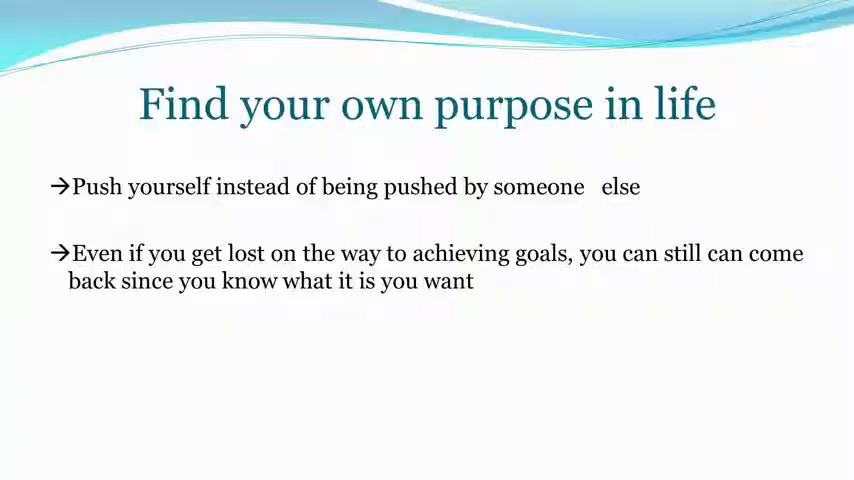 Find your own purpose in life
→Push yourself instead of being pushed by someone   else
→Even if you get lost on the way to achieving goals, you can still can come
back since you know what it is you want